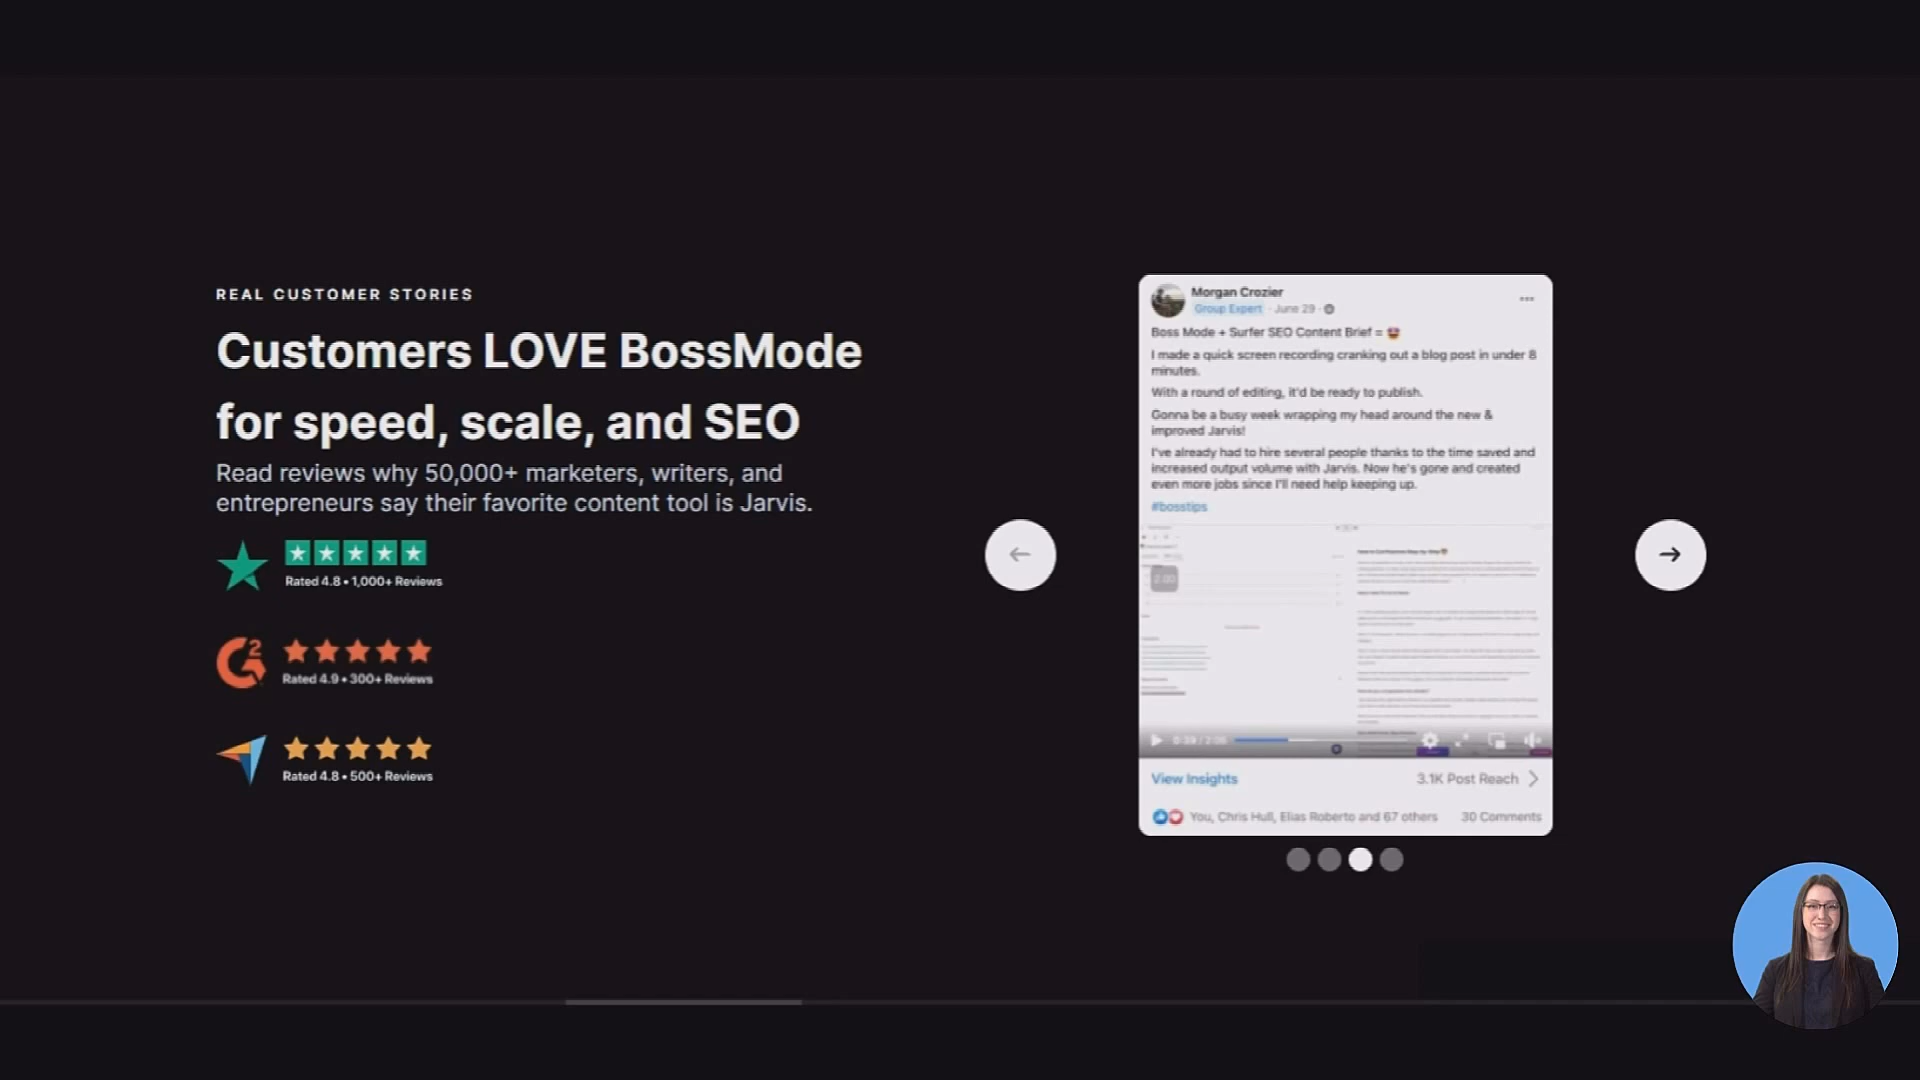 REAL CUSTOMER STORIES
Customers LOVE BossMode
for speed, scale, and SEO
Read reviews why 50,000+ marketers, writers, and
entrepreneurs say their favorite content tool is Jarvis.
Rated 4.8 • 1,000+ Reviews
G2
Rated 4.9 • 300+ Reviews
Rated 4.8 • 500+ Reviews
Morgan Crozier
Group Expert · June 29 ·
Boss Mode + Surfer SEO Content Brief = 🤩
I made a quick screen recording cranking out a blog post in under 8
minutes.
With a round of editing, it'd be ready to publish.
Gonna be a busy week wrapping my head around the new &
improved Jarvis!
I've already had to hire several people thanks to the time saved and
increased output volume with Jarvis. Now he's gone and created
even more jobs since I'll need help keeping up.
#bosstips
0:39 / 2:06
View Insights
3.1K Post Reach
You, Chris Hull, Elias Roberto and 67 others
30 Comments